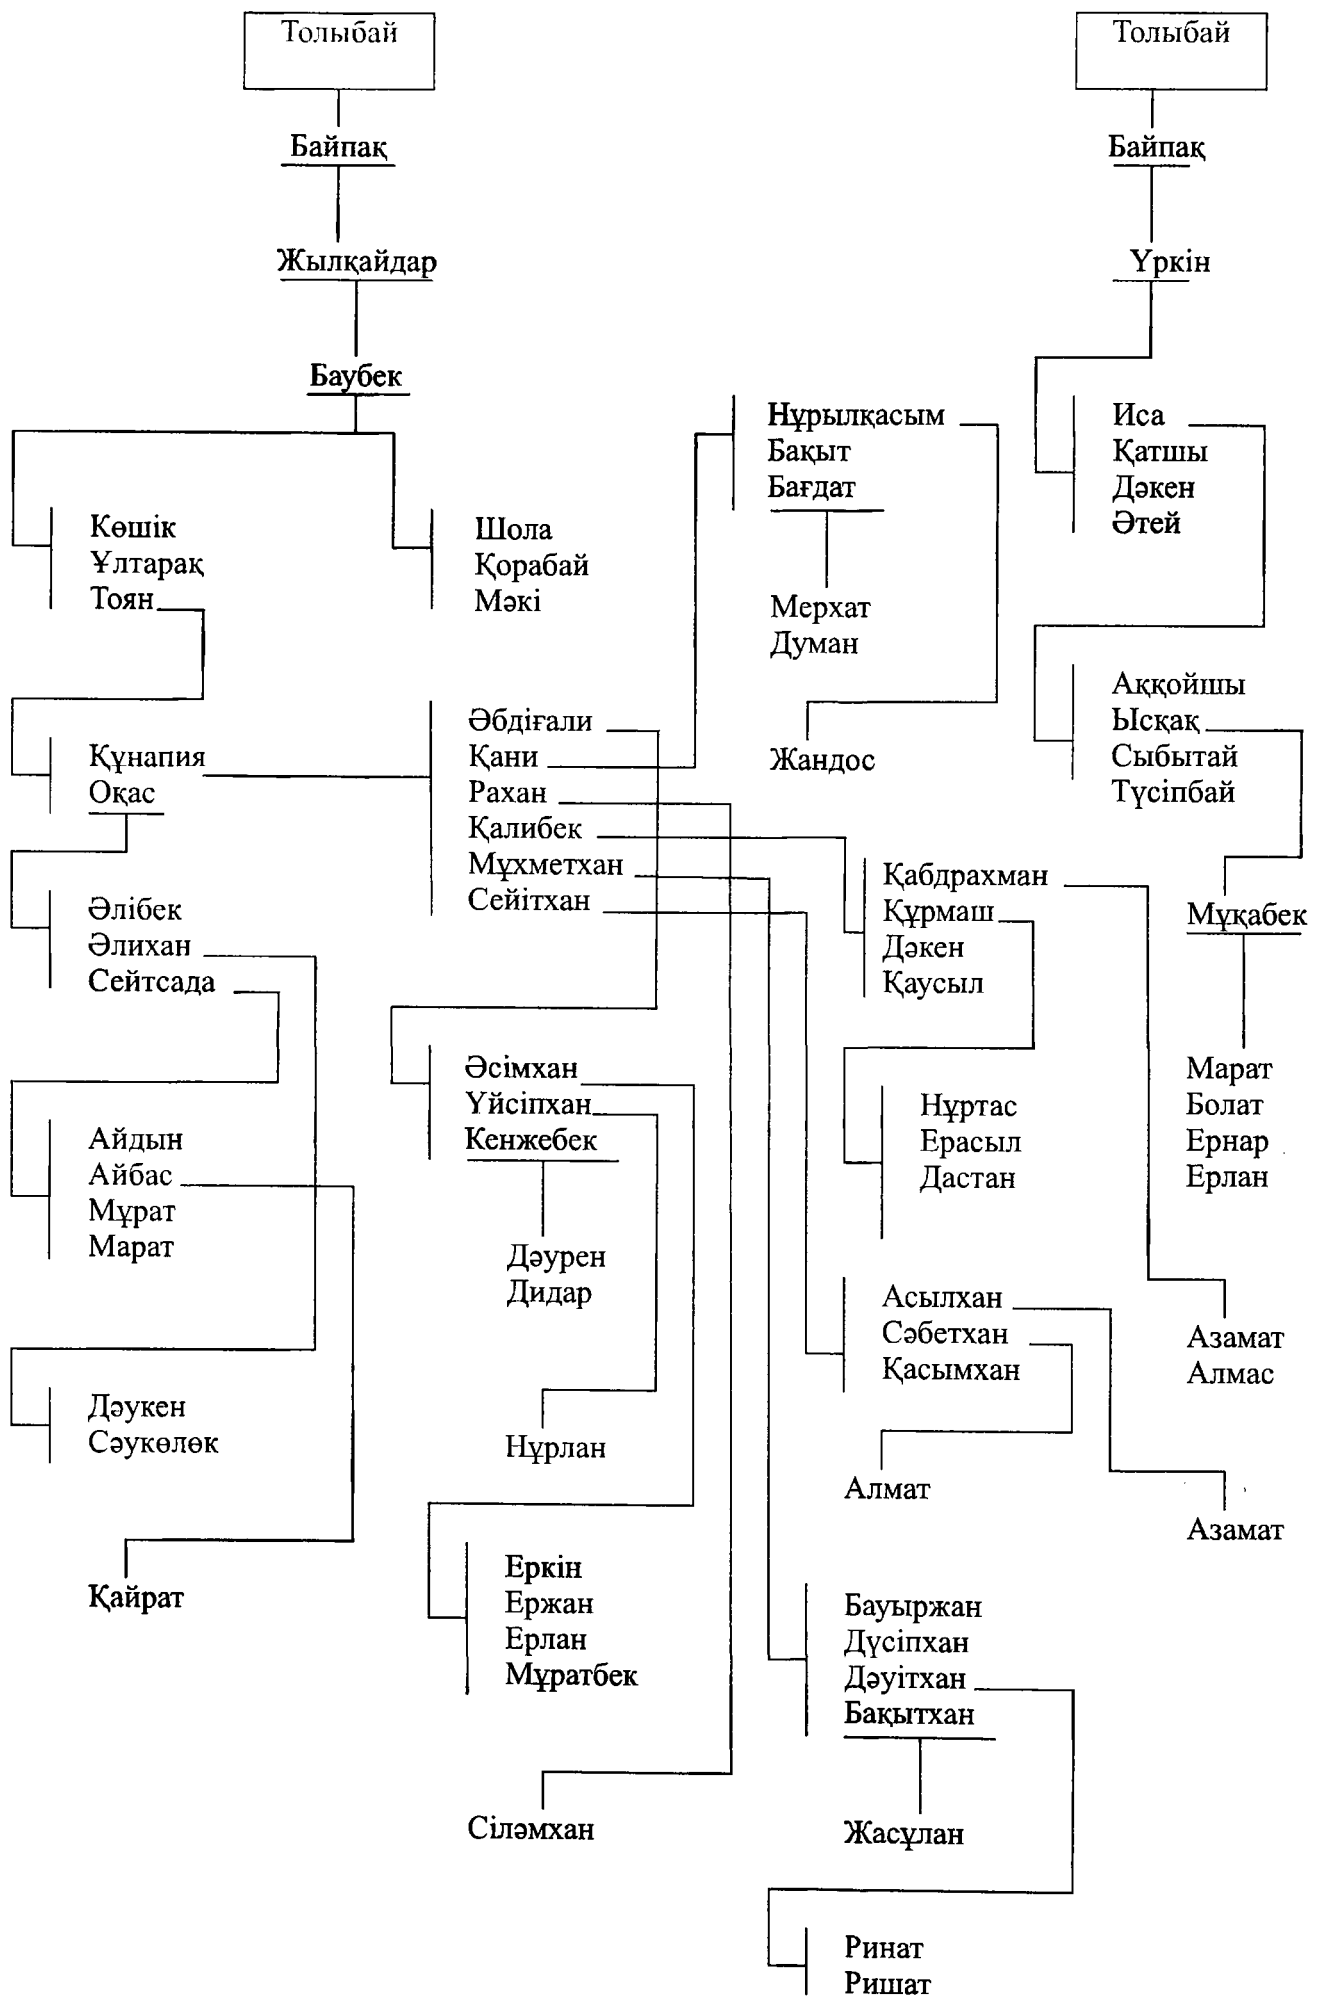 Толыбай
Байпақ
Жылқайдар
Баубек
Көшік
Ұлтарақ
Тоян
Шола
Қорабай
Мәкі
Құнапия
Оқас
Әлібек
Әлихан
Сейтсада
Айдын
Айбас
Мұрат
Марат
Дәукен
Сәукөлөк
Қайрат
Әбдіғали
Қани
Рахан
Қалибек
Мұхметхан
Сейітхан
Әсімхан
Үйсіпхан
Кенжебек
Дәурен
Дидар
Нұрлан
Еркін
Ержан
Ерлан
Мұратбек
Сіләмхан
Нұрылқасым
Бақыт
Бағдат
Мерхат
Думан
Жандос
Қабдрахман
Құрмаш
Дәкен
Қаусыл
Нұртас
Ерасыл
Дастан
Асылхан
Сәбетхан
Қасымхан
Алмат
Бауыржан
Дүсіпхан
Дәуітхан
Бақытхан
Жасұлан
Ринат
Ришат
Толыбай
Байпақ
Үркін
Иса
Қатшы
Дәкен
Әтей
Аққойшы
Ысқақ
Сыбытай
Түсіпбай
Мұқабек
Марат
Болат
Ернар
Ерлан
Азамат
Алмас
Азамат